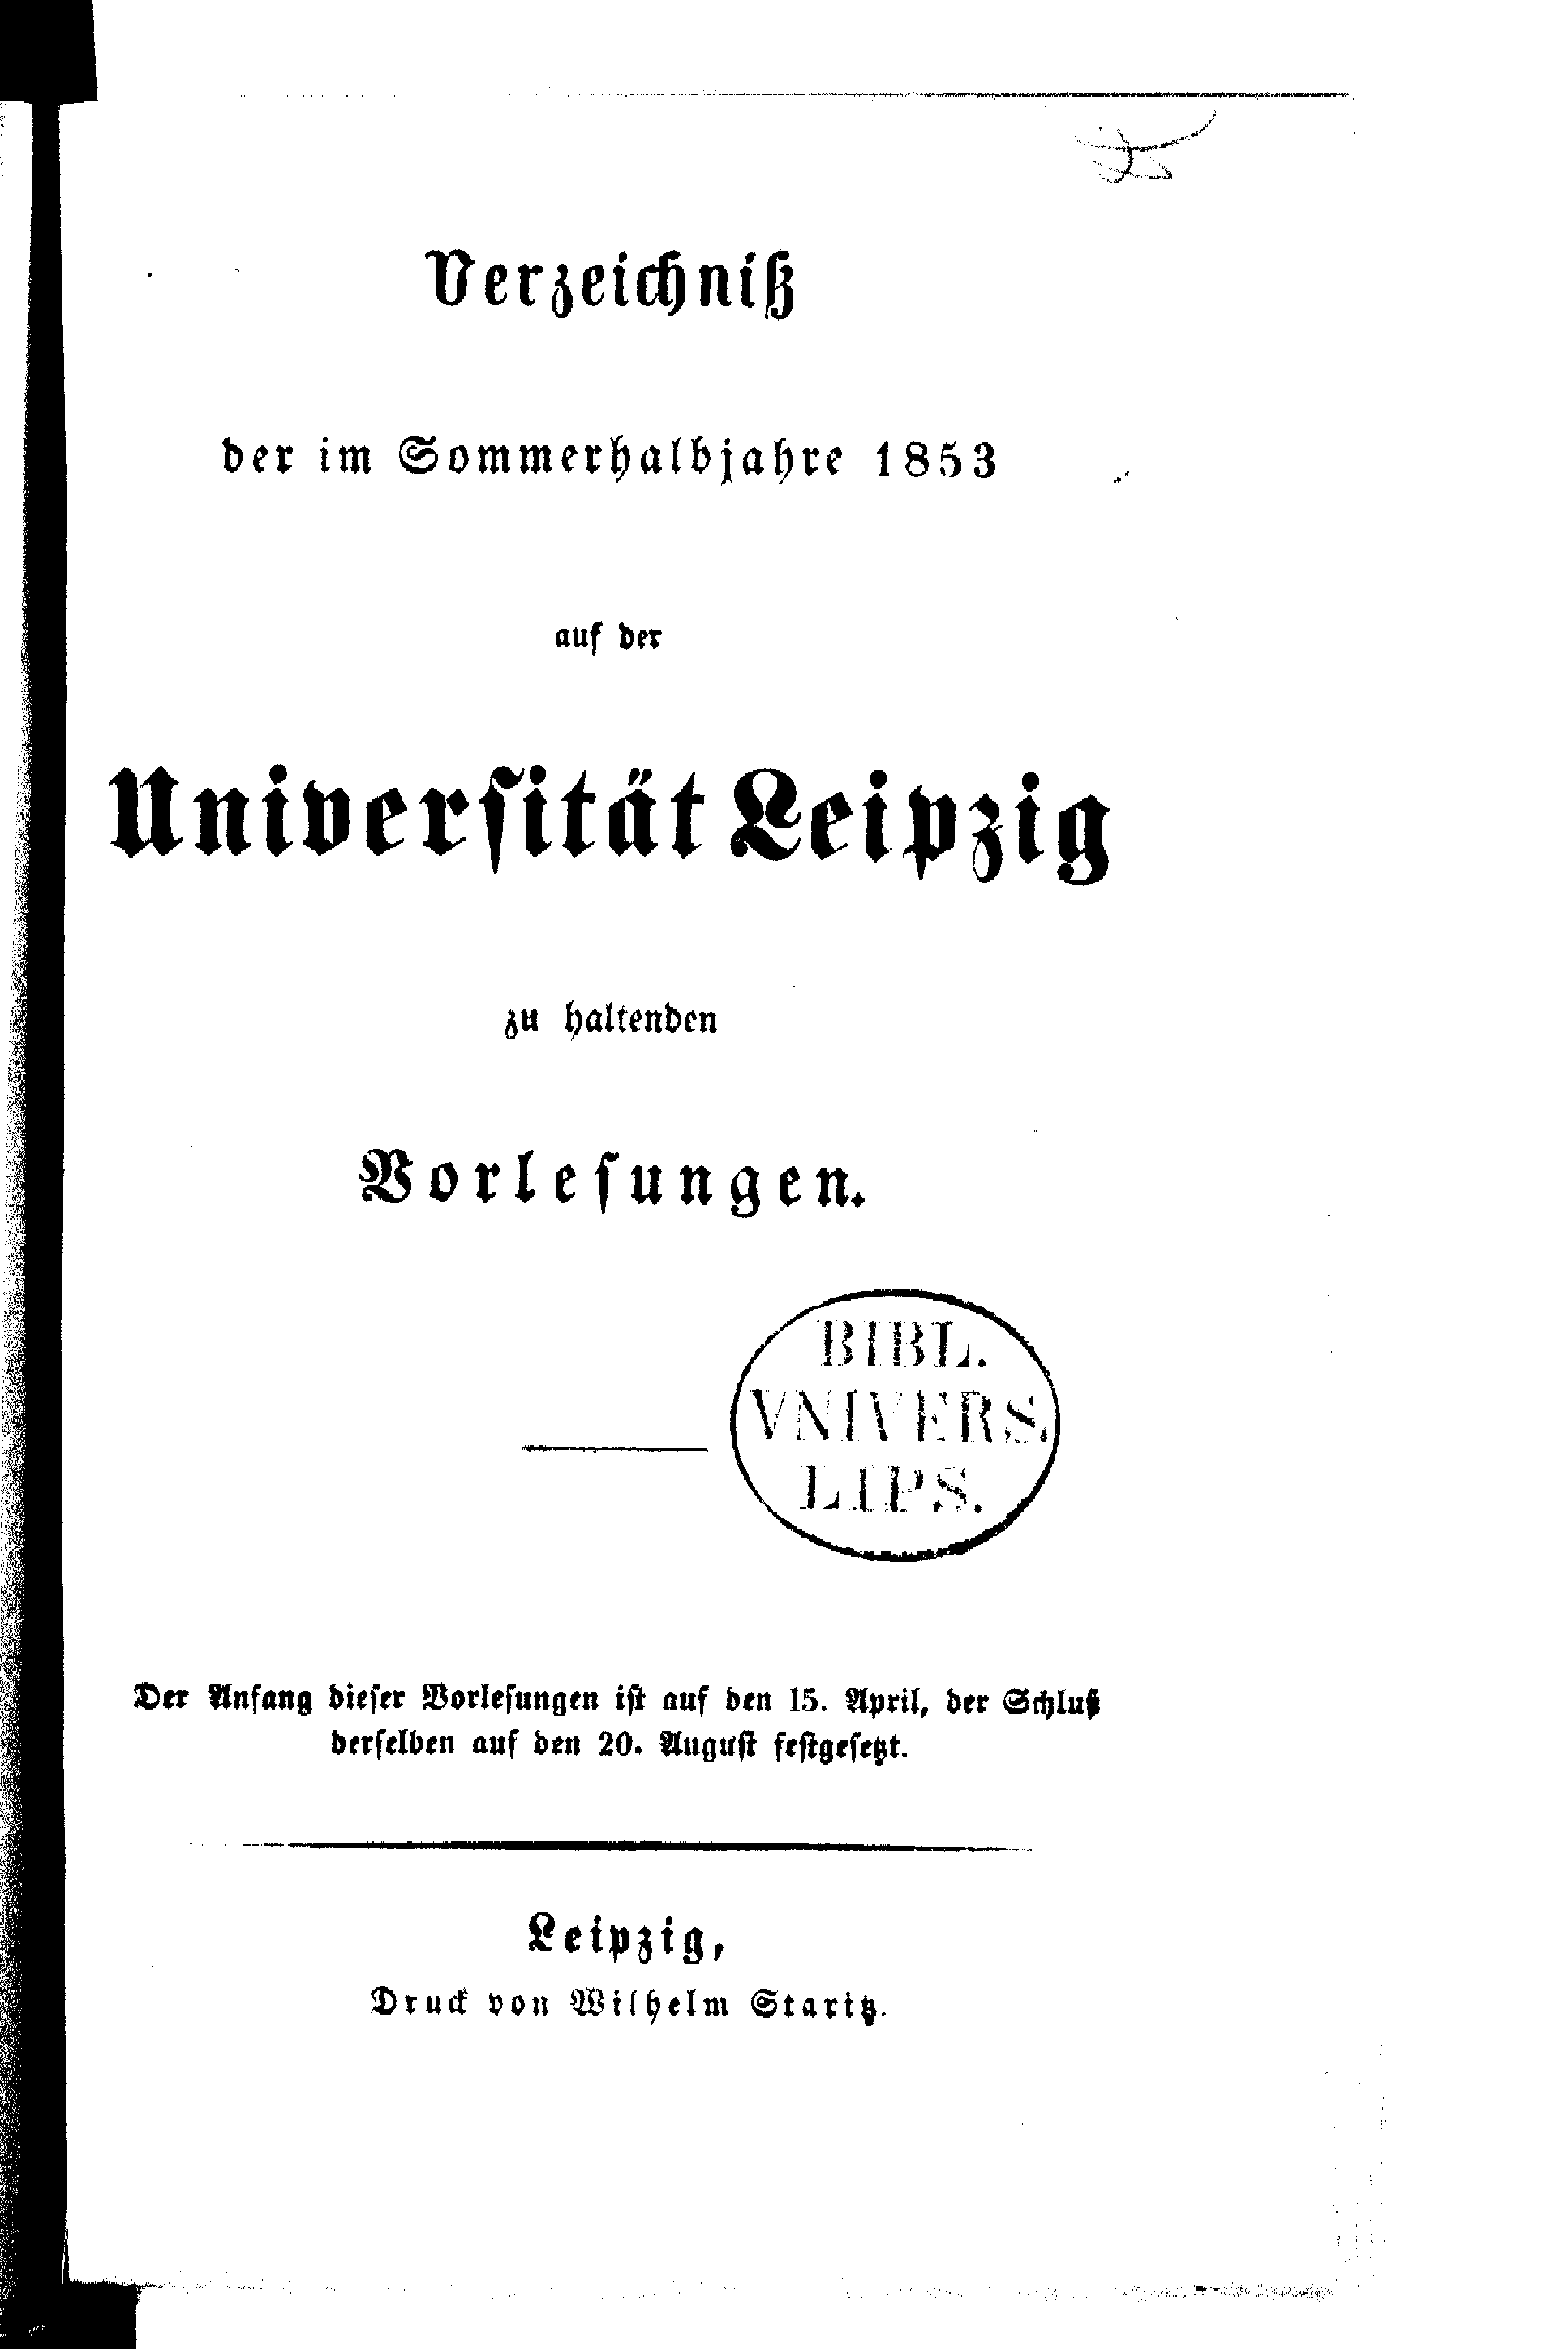 Verzeichniß
der im Sommerhalbjahre 1853
auf der
Universität Leipzig
zu haltenden
Vorlesungen.
BIBL.
VNIVERS.
LIPS.
Der Anfang dieser Vorlesungen ist auf den 15. April, der Schluß
derselben auf den 20. August festgesetzt.
Leipzig,
Druck von Wilhelm Staritz.